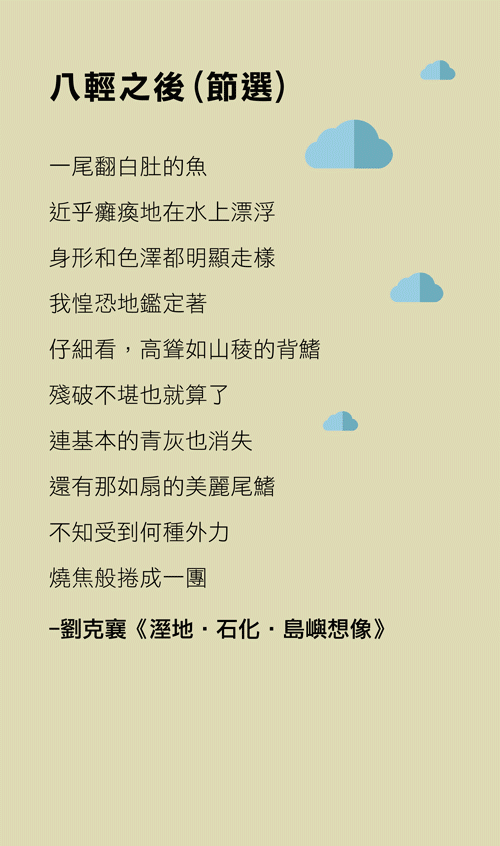 八輕之後(節選)
一尾翻白肚的魚
近乎癱瘓地在水上漂浮
身形和色澤都明顯走樣
我惶恐地鑑定著
仔細看，高聳如山稜的背鰭
殘破不堪也就算了
連基本的青灰也消失
還有那如扇的美麗尾鰭
不知受到何種外力
燒焦般捲成一團
–劉克襄《溼地・石化・島嶼想像》